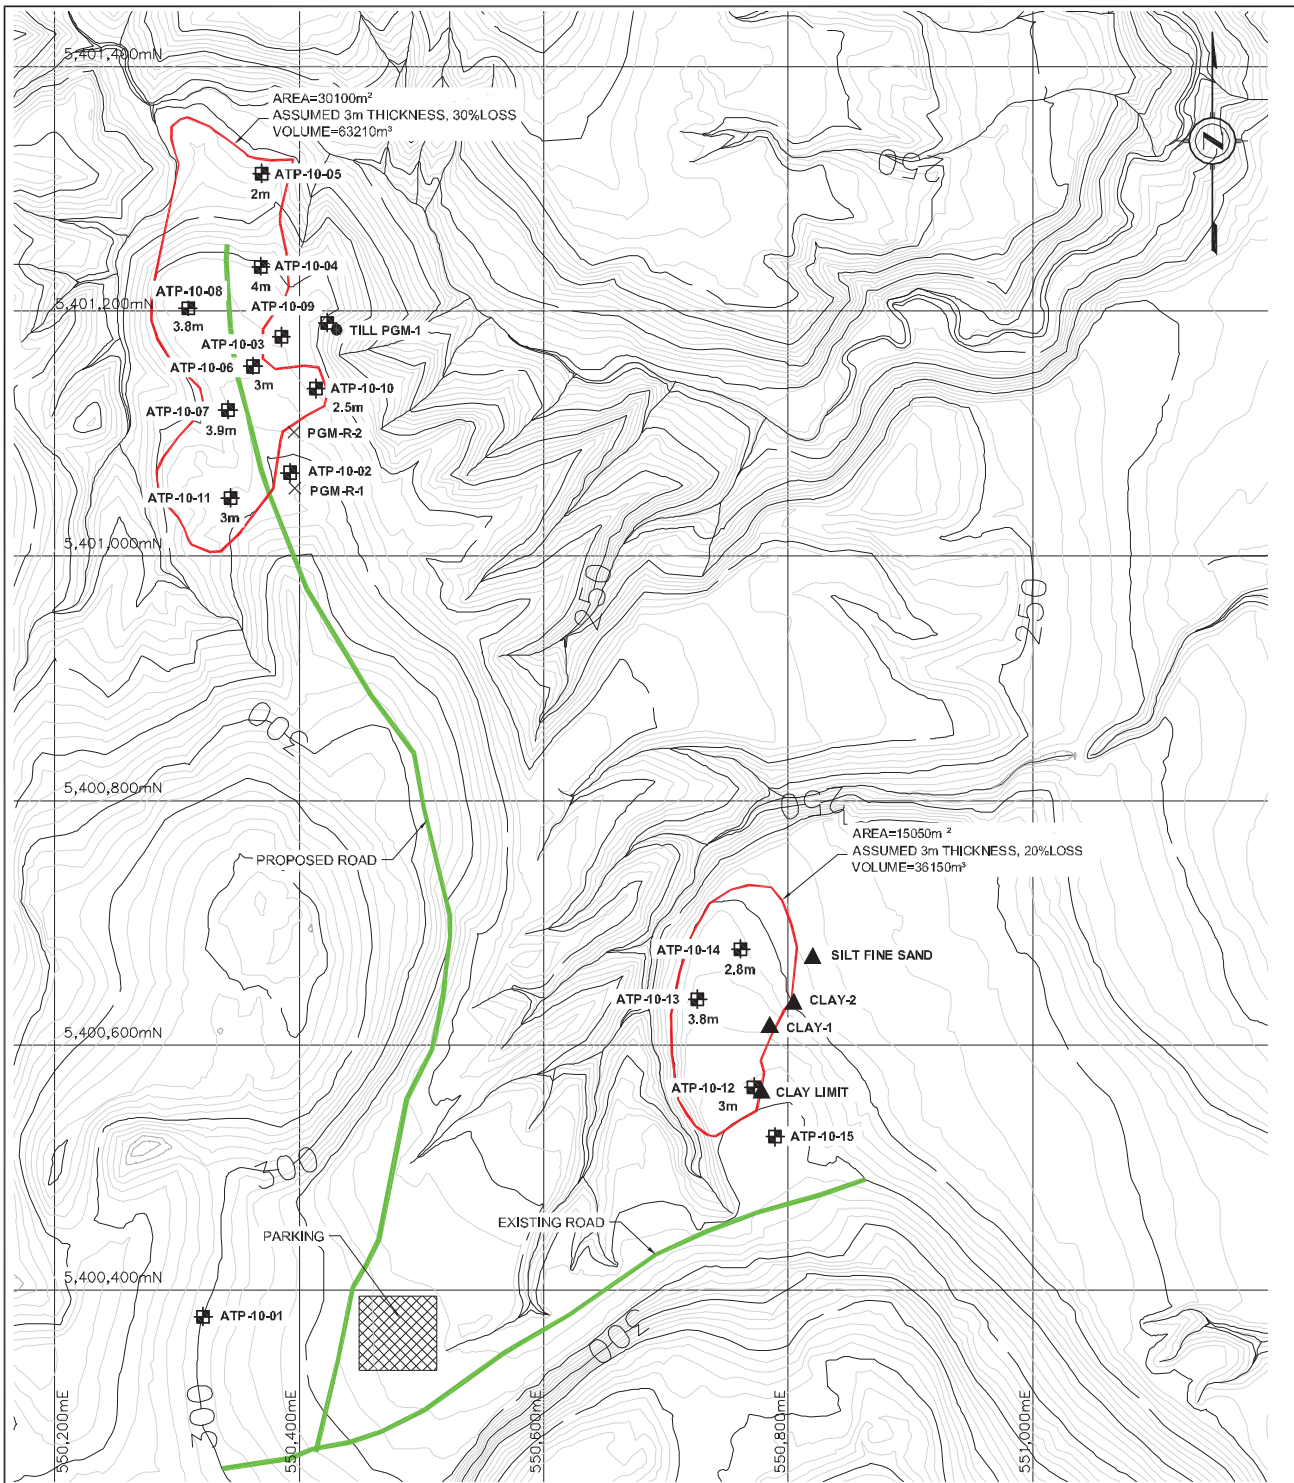 5,401,400mN
AREA=30100m²
ASSUMED 3m THICKNESS, 30%LOSS
VOLUME=63210m³
N
250
ATP-10-05
2m
ATP-10-04
4m
ATP-10-08
5,401,200mN
3.8m
ATP-10-09
TILL PGM-1
ATP-10-03
ATP-10-06
3m
ATP-10-10
2.5m
ATP-10-07
3.9m
PGM-R-2
ATP-10-02
PGM-R-1
ATP-10-11
3m
5,401,000mN
250
250
300
5,400,800mN
250
AREA=15050m ²
ASSUMED 3m THICKNESS, 20%LOSS
VOLUME=36150m³
PROPOSED ROAD
ATP-10-14
2.8m
SILT FINE SAND
ATP-10-13
3.8m
CLAY-2
CLAY-1
5,400,600mN
ATP-10-12
3m
CLAY LIMIT
ATP-10-15
300
EXISTING ROAD
PARKING
5,400,400mN
ATP-10-01
300
300
550,200mE
550,400mE
550,600mE
550,800mE
551,000mE